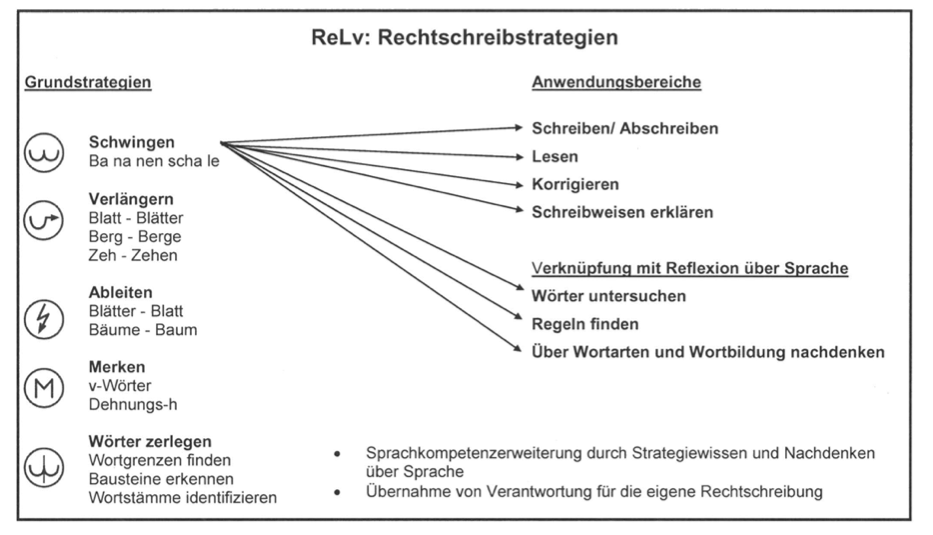 ReLv: Rechtschreibstrategien
Grundstrategien
Schwingen
Ba na nen scha le
Verlängern
Blatt - Blätter
Berg - Berge
Zeh - Zehen
Ableiten
Blätter - Blatt
Bäume - Baum
M
Merken
v-Wörter
Dehnungs-h
Wörter zerlegen
Wortgrenzen finden
Bausteine erkennen
Wortstämme identifizieren
Anwendungsbereiche
Schreiben/ Abschreiben
Lesen
Korrigieren
Schreibweisen erklären
Verknüpfung mit Reflexion über Sprache
Wörter untersuchen
Regeln finden
Über Wortarten und Wortbildung nachdenken
• Sprachkompetenzerweiterung durch Strategiewissen und Nachdenken
über Sprache
• Übernahme von Verantwortung für die eigene Rechtschreibung